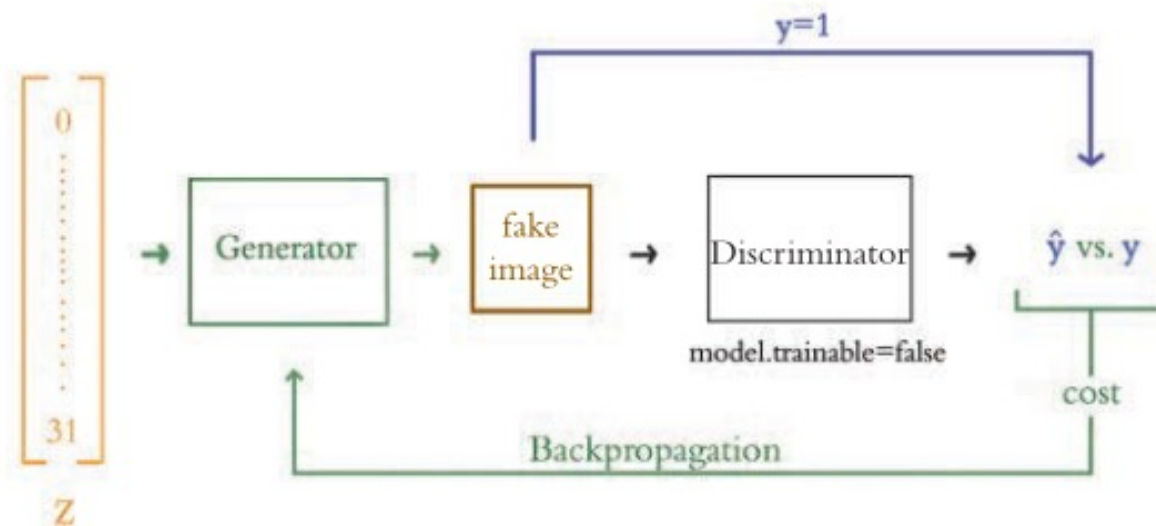 y=1
0
31
z
Generator
fake
image
Discriminator
model.trainable=false
ŷ vs. y
cost
Backpropagation